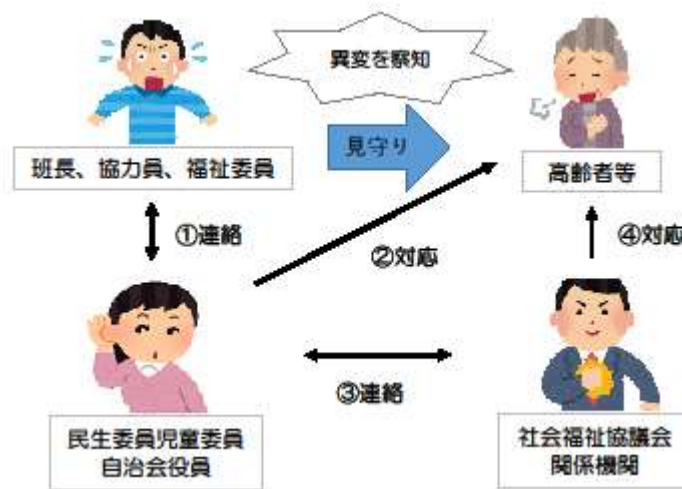 異変を察知
見守り
班長、協力員、福祉委員
高齢者等
①連絡
②対応
④対応
③連絡
民生委員児童委員
自治会役員
社会福祉協議会
関係機関